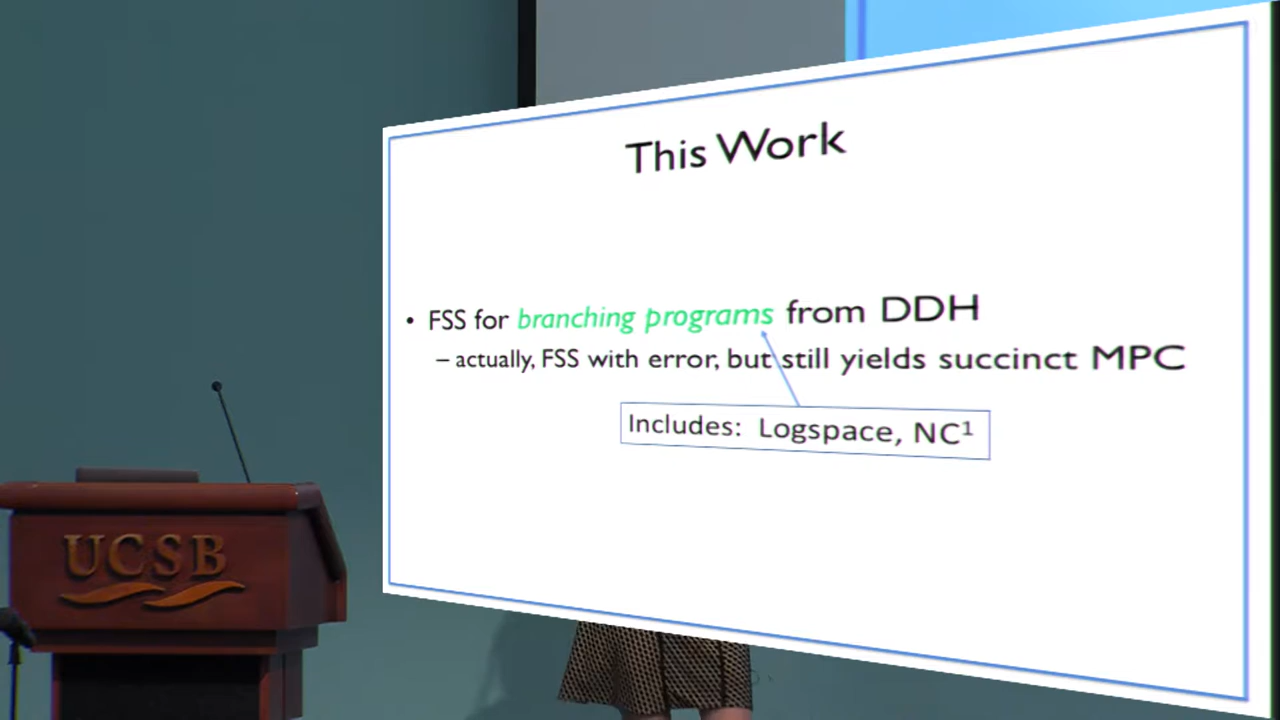 This Work
• FSS for branching programs from DDH
– actually, FSS with error, but still yields succinct MPC
Includes: Logspace, NC¹
UCSB